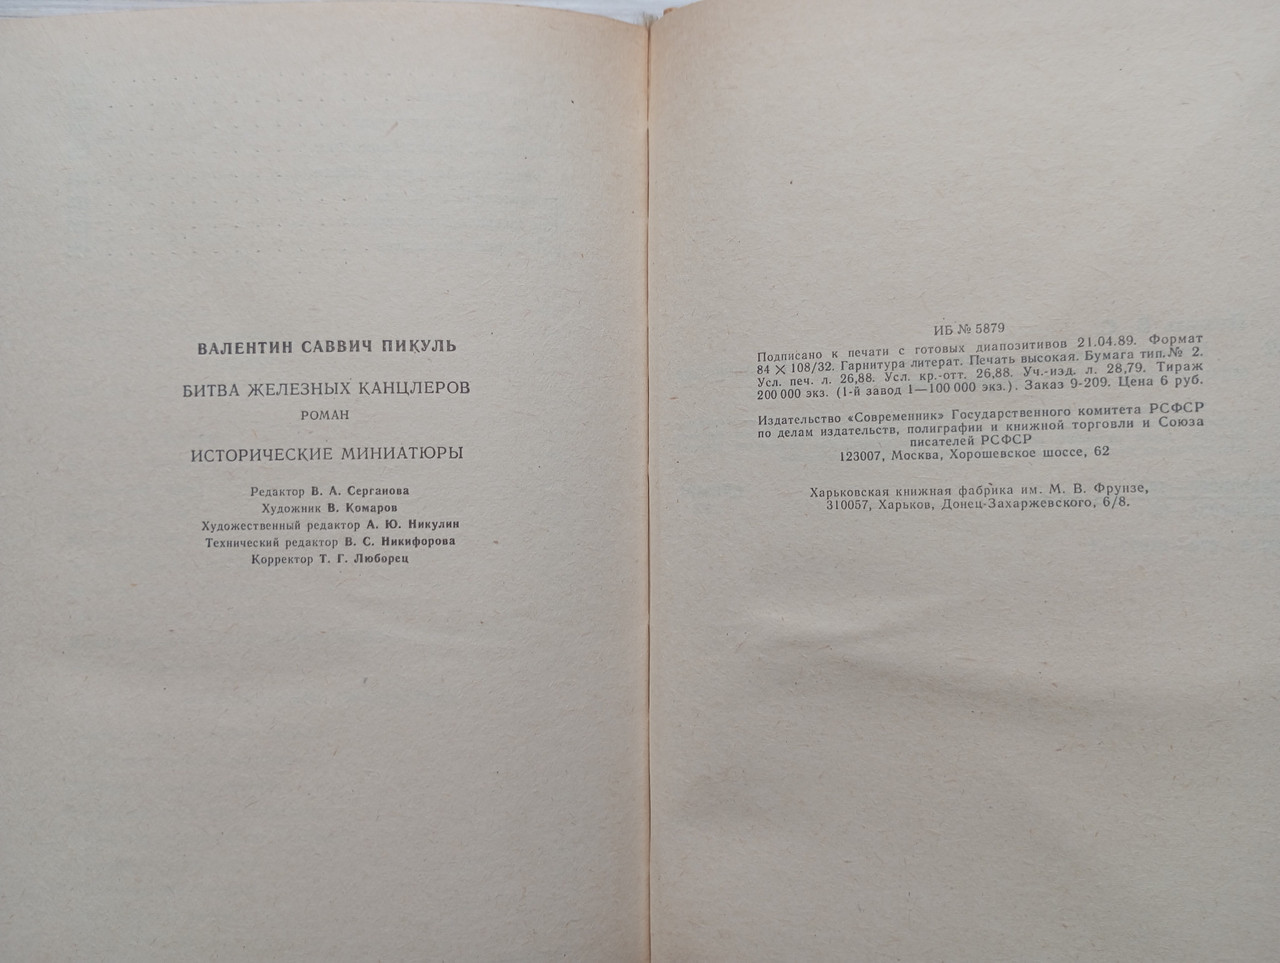 ВАЛЕНТИН САВВИЧ ПИКУЛЬ
БИТВА ЖЕЛЕЗНЫХ КАНЦЛЕРОВ
РОМАН
ИСТОРИЧЕСКИЕ МИНИАТЮРЫ
Редактор В. А. Серганова
Художник В. Комаров
Художественный редактор А. Ю. Никулин
Технический редактор В. С. Никифорова
Корректор Т. Г. Люборец
ИБ № 5879
Подписано к печати с готовых диапозитивов 21.04.89. Формат
84 × 108/32. Гарнитура литерат. Печать высокая. Бумага тип. № 2.
Усл. печ. л. 26,88. Усл. кр.-отт. 26,88. Уч.-изд. л. 28,79. Тираж
200 000 экз. (1-й завод 1—100 000 экз.). Заказ 9-209. Цена 6 руб.
Издательство «Современник» Государственного комитета РСФСР
по делам издательств, полиграфии и книжной торговли и Союза
писателей РСФСР
123007, Москва, Хорошевское шоссе, 62
Харьковская книжная фабрика им. М. В. Фрунзе,
310057, Харьков, Донец-Захаржевского, 6/8.